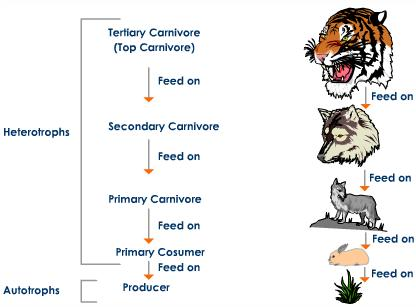 Tertiary Carnivore
(Top Carnivore)
Feed on
Feed on
Heterotrophs
Secondary Carnivore
Feed on
Feed on
Primary Carnivore
Feed on
Feed on
Primary Cosumer
Feed on
Feed on
Autotrophs
Producer